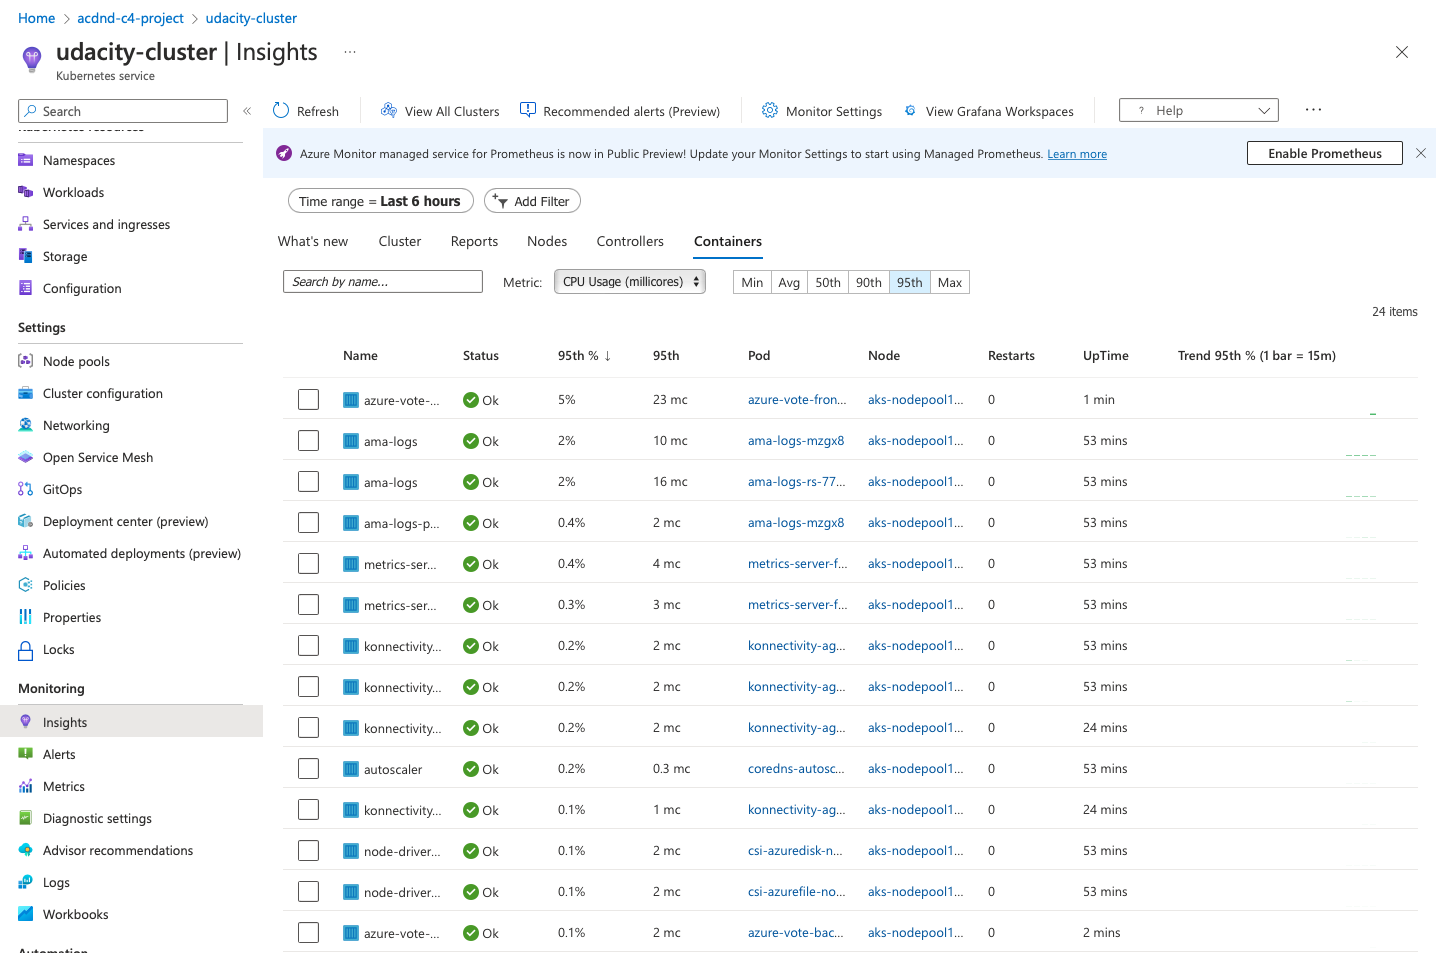 Home > acdnd-c4-project > udacity-cluster
udacity-cluster | Insights ...
Kubernetes service
Search
Refresh
View All Clusters
Recommended alerts (Preview)
Monitor Settings
View Grafana Workspaces
? Help
Kubernetes resources
Namespaces
Workloads
Services and ingresses
Storage
Configuration
Settings
Node pools
Cluster configuration
Networking
Open Service Mesh
GitOps
Deployment center (preview)
Automated deployments (preview)
Policies
Properties
Locks
Monitoring
Insights
Alerts
Metrics
Diagnostic settings
Advisor recommendations
Logs
Workbooks
Automation
Azure Monitor managed service for Prometheus is now in Public Preview! Update your Monitor Settings to start using Managed Prometheus. Learn more
Enable Prometheus
Time range = Last 6 hours
Add Filter
What's new Cluster Reports Nodes Controllers Containers
Search by name...
Metric: CPU Usage (millicores)
Min Avg 50th 90th 95th Max
24 items
Name Status 95th % ↓ 95th Pod Node Restarts UpTime Trend 95th % (1 bar = 15m)
azure-vote-... Ok 5% 23 mc azure-vote-fron... aks-nodepool1... 0 1 min
ama-logs Ok 2% 10 mc ama-logs-mzgx8 aks-nodepool1... 0 53 mins
ama-logs Ok 2% 16 mc ama-logs-rs-77... aks-nodepool1... 0 53 mins
ama-logs-p... Ok 0.4% 2 mc ama-logs-mzgx8 aks-nodepool1... 0 53 mins
metrics-ser... Ok 0.4% 4 mc metrics-server-f... aks-nodepool1... 0 53 mins
metrics-ser... Ok 0.3% 3 mc metrics-server-f... aks-nodepool1... 0 53 mins
konnectivity... Ok 0.2% 2 mc konnectivity-ag... aks-nodepool1... 0 53 mins
konnectivity... Ok 0.2% 2 mc konnectivity-ag... aks-nodepool1... 0 53 mins
konnectivity... Ok 0.2% 2 mc konnectivity-ag... aks-nodepool1... 0 24 mins
autoscaler Ok 0.2% 0.3 mc coredns-autosc... aks-nodepool1... 0 53 mins
konnectivity... Ok 0.1% 1 mc konnectivity-ag... aks-nodepool1... 0 24 mins
node-driver... Ok 0.1% 2 mc csi-azuredisk-n... aks-nodepool1... 0 53 mins
node-driver... Ok 0.1% 2 mc csi-azurefile-no... aks-nodepool1... 0 53 mins
azure-vote-... Ok 0.1% 2 mc azure-vote-bac... aks-nodepool1... 0 2 mins